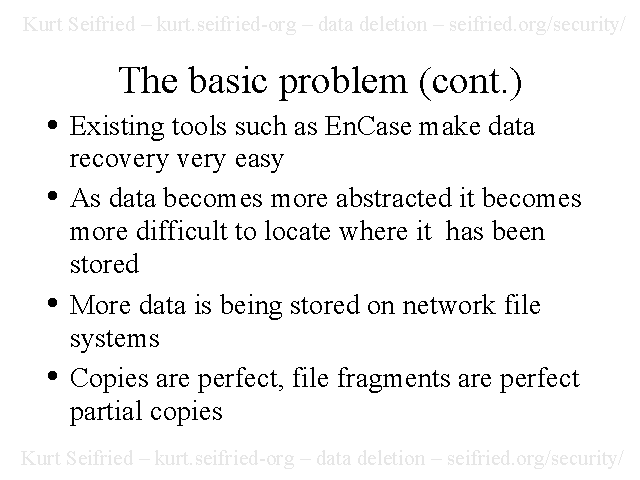 Kurt Seifried – kurt.seifried-org – data deletion – seifried.org/security/
The basic problem (cont.)
• Existing tools such as EnCase make data
recovery very easy
• As data becomes more abstracted it becomes
more difficult to locate where it  has been
stored
• More data is being stored on network file
systems
• Copies are perfect, file fragments are perfect
partial copies
Kurt Seifried – kurt.seifried-org – data deletion – seifried.org/security/